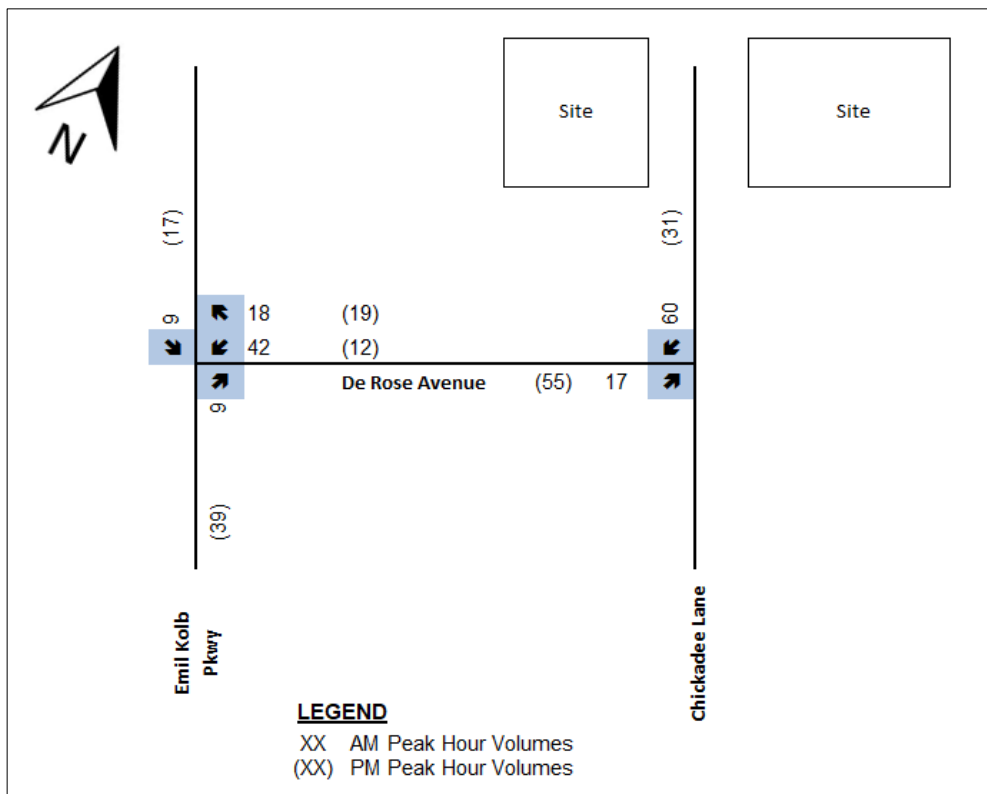 Site
Site
N
(17)
(31)
9
18 (19)
60
42 (12)
De Rose Avenue (55) 17
9
(39)
Emil Kolb
Pkwy
Chickadee Lane
LEGEND
XX AM Peak Hour Volumes
(XX) PM Peak Hour Volumes